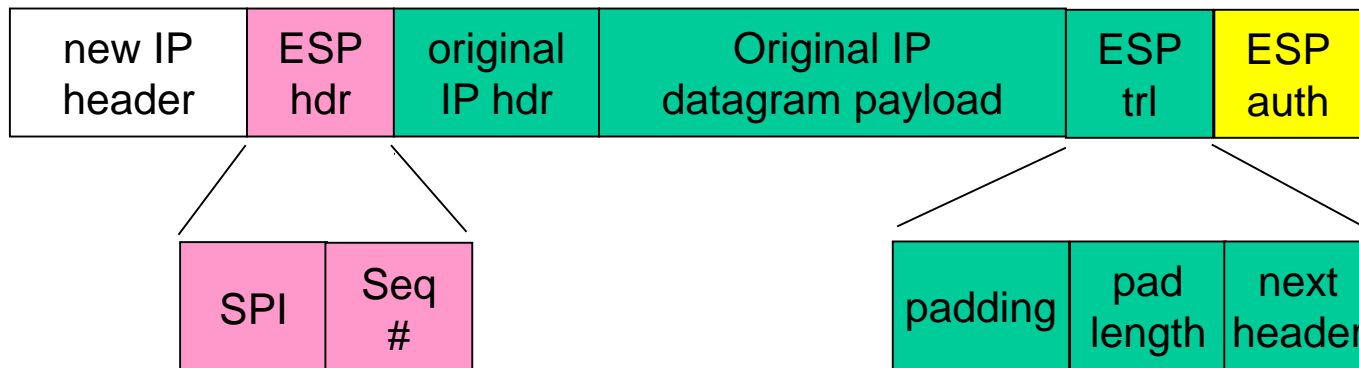 new IP
header
ESP
hdr
original
IP hdr
Original IP
datagram payload
ESP
trl
ESP
auth
SPI
Seq
#
padding
pad
length
next
header